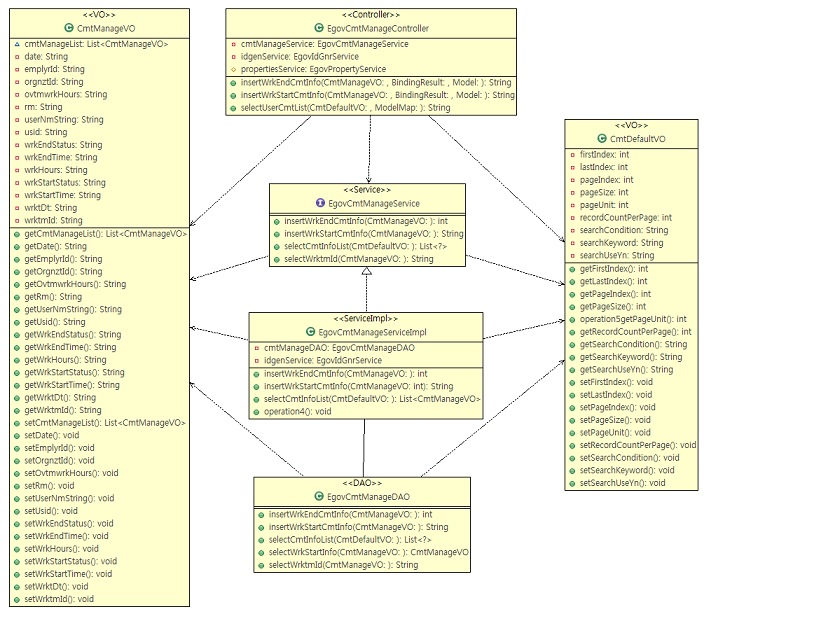 <<VO>>
CmtManageVO
cmtManageList: List<CmtManageVO>
date: String
emplyrId: String
orgnztId: String
ovtmwrkHours: String
rm: String
userNmString: String
usid: String
wrkEndStatus: String
wrkEndTime: String
wrkHours: String
wrkStartStatus: String
wrkStartTime: String
wrktDt: String
wrktmId: String
getCmtManageList(): List<CmtManageVO>
getDate(): String
getEmplyrId(): String
getOrgnztId(): String
getOvtmwrkHours(): String
getRm(): String
getUserNmString(): String
getUsid(): String
getWrkEndStatus(): String
getWrkEndTime(): String
getWrkHours(): String
getWrkStartStatus(): String
getWrkStartTime(): String
getWrktDt(): String
getWrktmId(): String
setCmtManageList(): List<CmtManageVO>
setDate(): void
setEmplyrId(): void
setOrgnztId(): void
setOvtmwrkHours(): void
setRm(): void
setUserNmString(): void
setUsid(): void
setWrkEndStatus(): void
setWrkEndTime(): void
setWrkHours(): void
setWrkStartStatus(): void
setWrkStartTime(): void
setWrktDt(): void
setWrktmId(): void
<<Controller>>
EgovCmtManageController
cmtManageService: EgovCmtManageService
idgenService: EgovIdGnrService
propertiesService: EgovPropertyService
insertWrkEndCmtInfo(CmtManageVO: , BindingResult: , Model: ): String
insertWrkStartCmtInfo(CmtManageVO: , BindingResult: , Model: ): String
selectUserCmtList(CmtDefaultVO: , ModelMap: ): String
<<Service>>
EgovCmtManageService
insertWrkEndCmtInfo(CmtManageVO: ): int
insertWrkStartCmtInfo(CmtManageVO: ): String
selectCmtInfoList(CmtDefaultVO: ): List<?>
selectWrktmId(CmtManageVO: ): String
<<ServiceImpl>>
EgovCmtManageServiceImpl
cmtManageDAO: EgovCmtManageDAO
idgenService: EgovIdGnrService
insertWrkEndCmtInfo(CmtManageVO: ): int
insertWrkStartCmtInfo(CmtManageVO: int): String
selectCmtInfoList(CmtDefaultVO: ): List<CmtManageVO>
operation4(): void
<<DAO>>
EgovCmtManageDAO
insertWrkEndCmtInfo(CmtManageVO: ): int
insertWrkStartCmtInfo(CmtManageVO: ): String
selectCmtInfoList(CmtDefaultVO: ): List<?>
selectWrkStartInfo(CmtManageVO: ): CmtManageVO
selectWrktmId(CmtManageVO: ): String
<<VO>>
CmtDefaultVO
firstIndex: int
lastIndex: int
pageIndex: int
pageSize: int
pageUnit: int
recordCountPerPage: int
searchCondition: String
searchKeyword: String
searchUseYn: String
getFirstIndex(): int
getLastIndex(): int
getPageIndex(): int
getPageSize(): int
operation5getPageUnit(): int
getRecordCountPerPage(): int
getSearchCondition(): String
getSearchKeyword(): String
getSearchUseYn(): String
setFirstIndex(): void
setLastIndex(): void
setPageIndex(): void
setPageSize(): void
setPageUnit(): void
setRecordCountPerPage(): void
setSearchCondition(): void
setSearchKeyword(): void
setSearchUseYn(): void